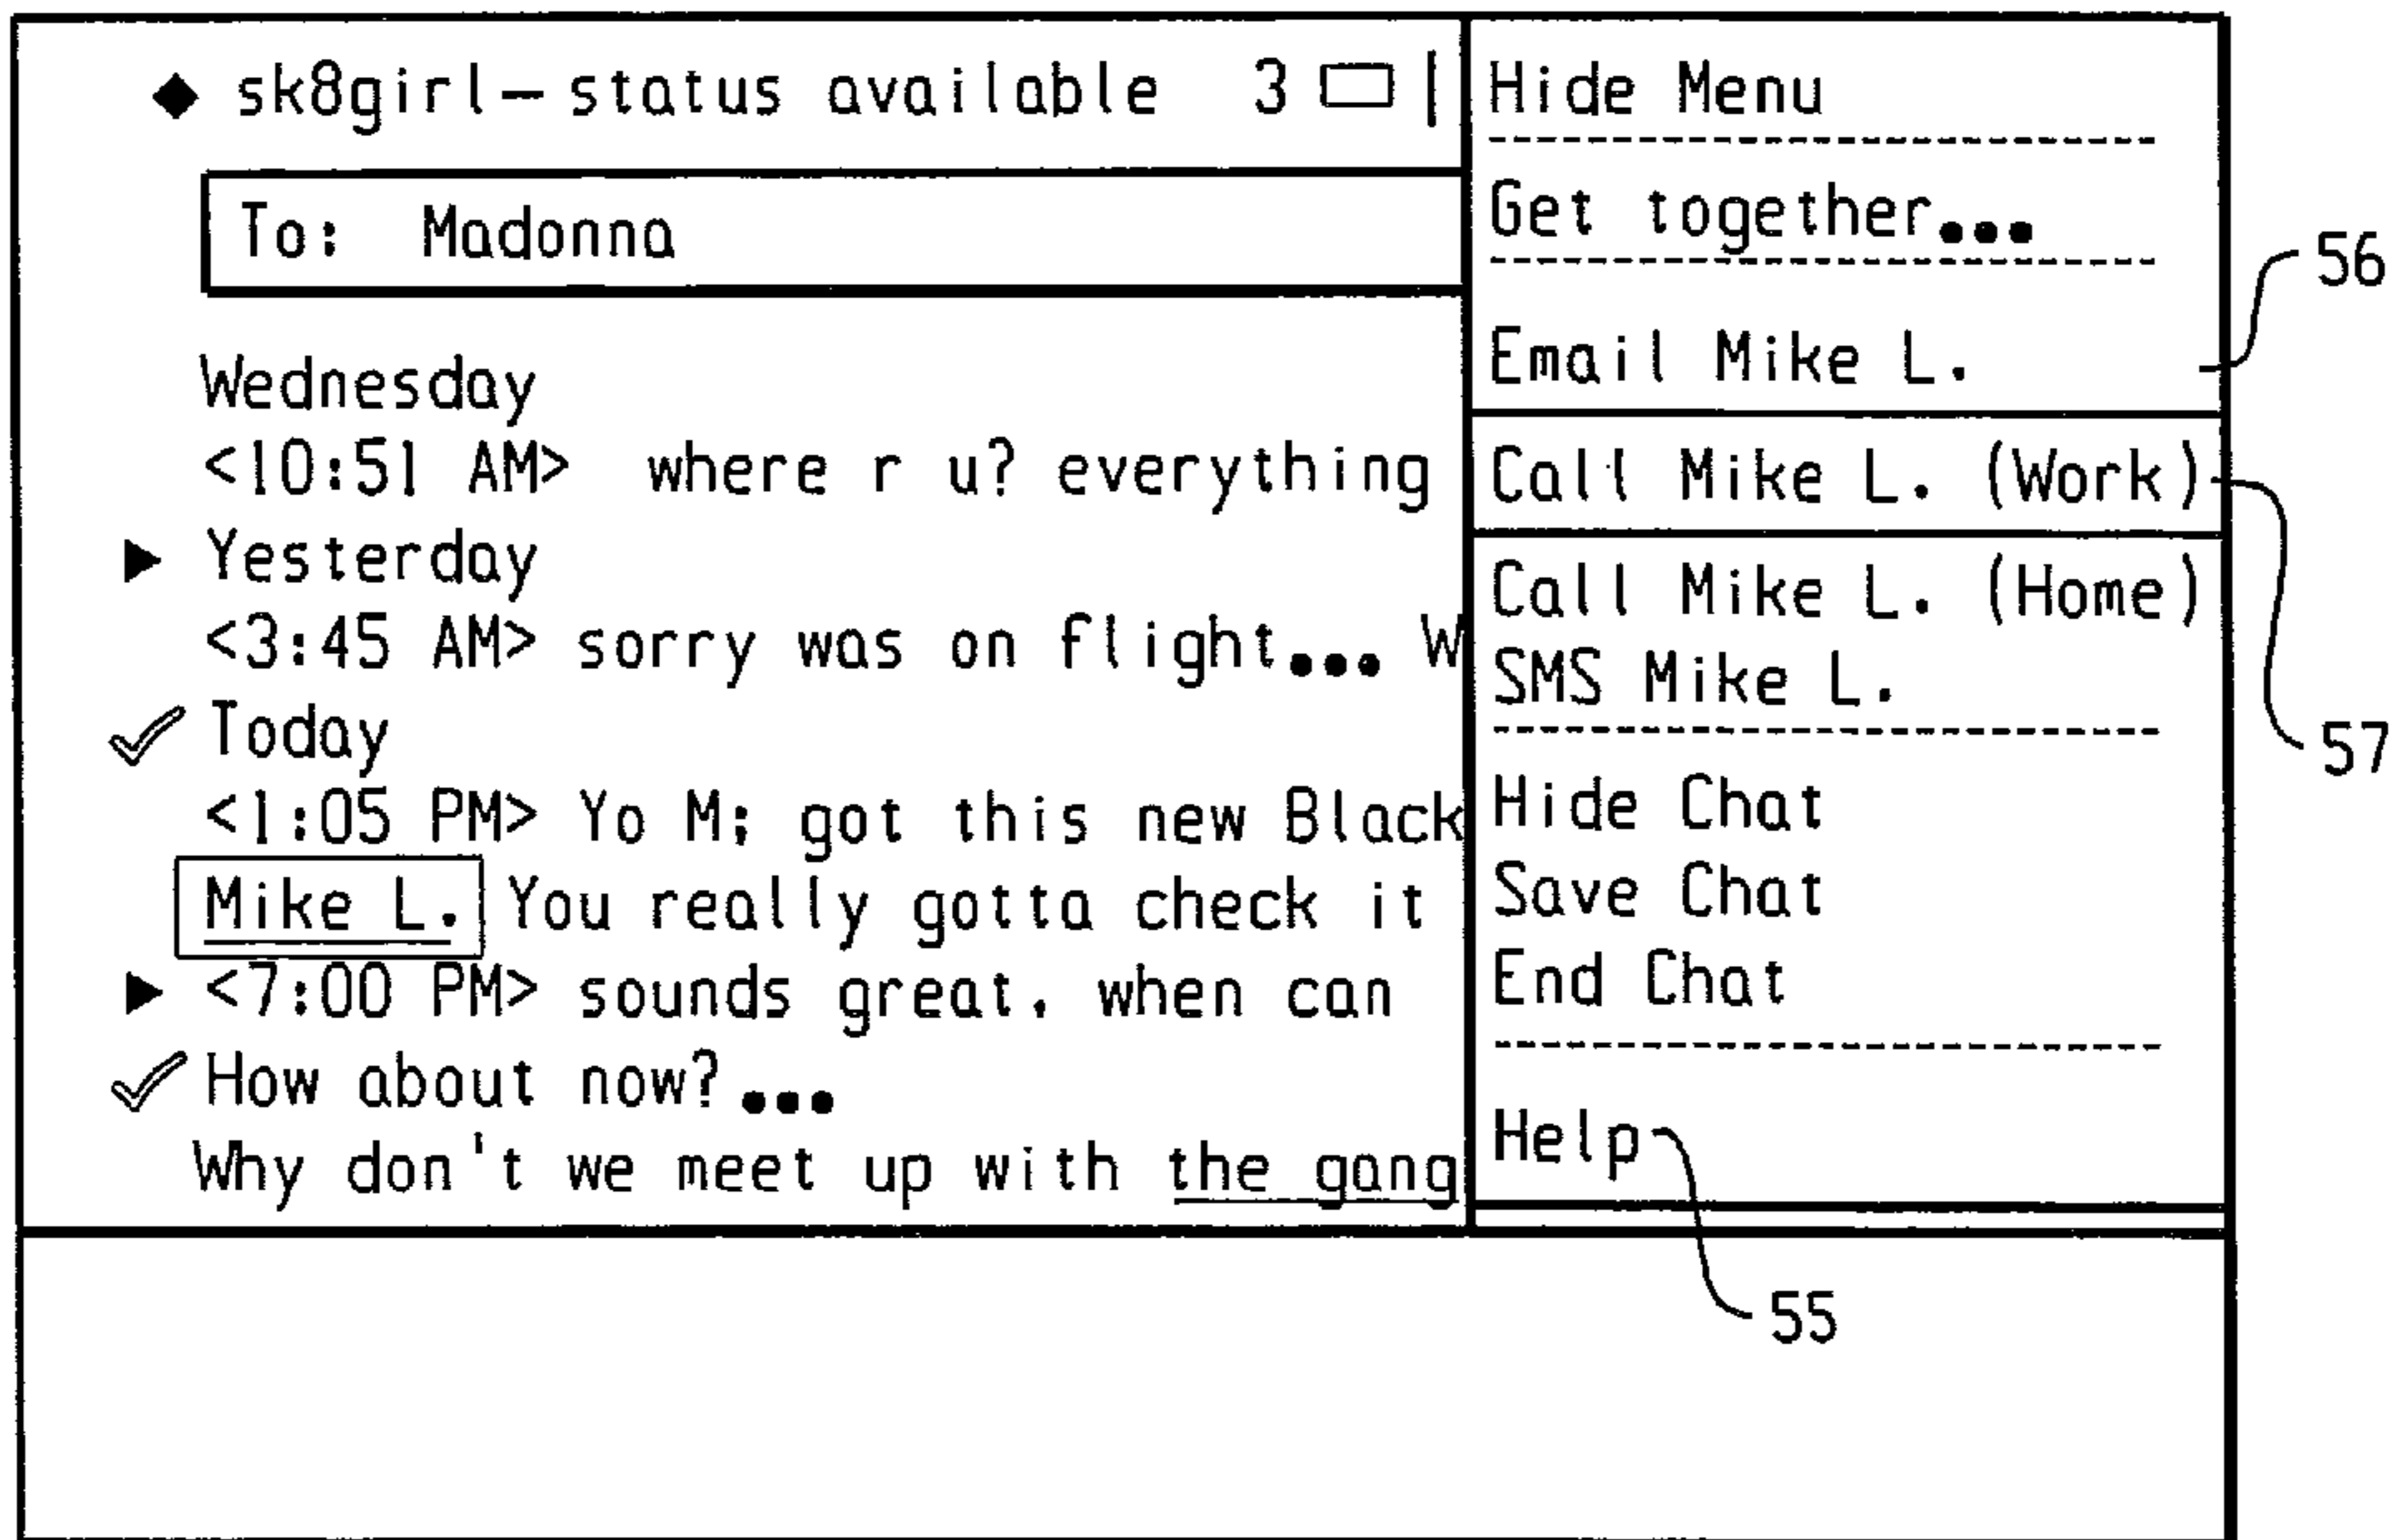 ◆ sk8girl – status available 3
To: Madonna
Wednesday
<10:51 AM> where r u? everything
▶ Yesterday
<3:45 AM> sorry was on flight... W
✓ Today
<1:05 PM> Yo M; got this new Black
Mike L. You really gotta check it
▶ <7:00 PM> sounds great, when can
✓ How about now?...
Why don't we meet up with the gang
Hide Menu
Get together...
Email Mike L.
Call Mike L. (Work)
Call Mike L. (Home)
SMS Mike L.
Hide Chat
Save Chat
End Chat
Help
56
57
55